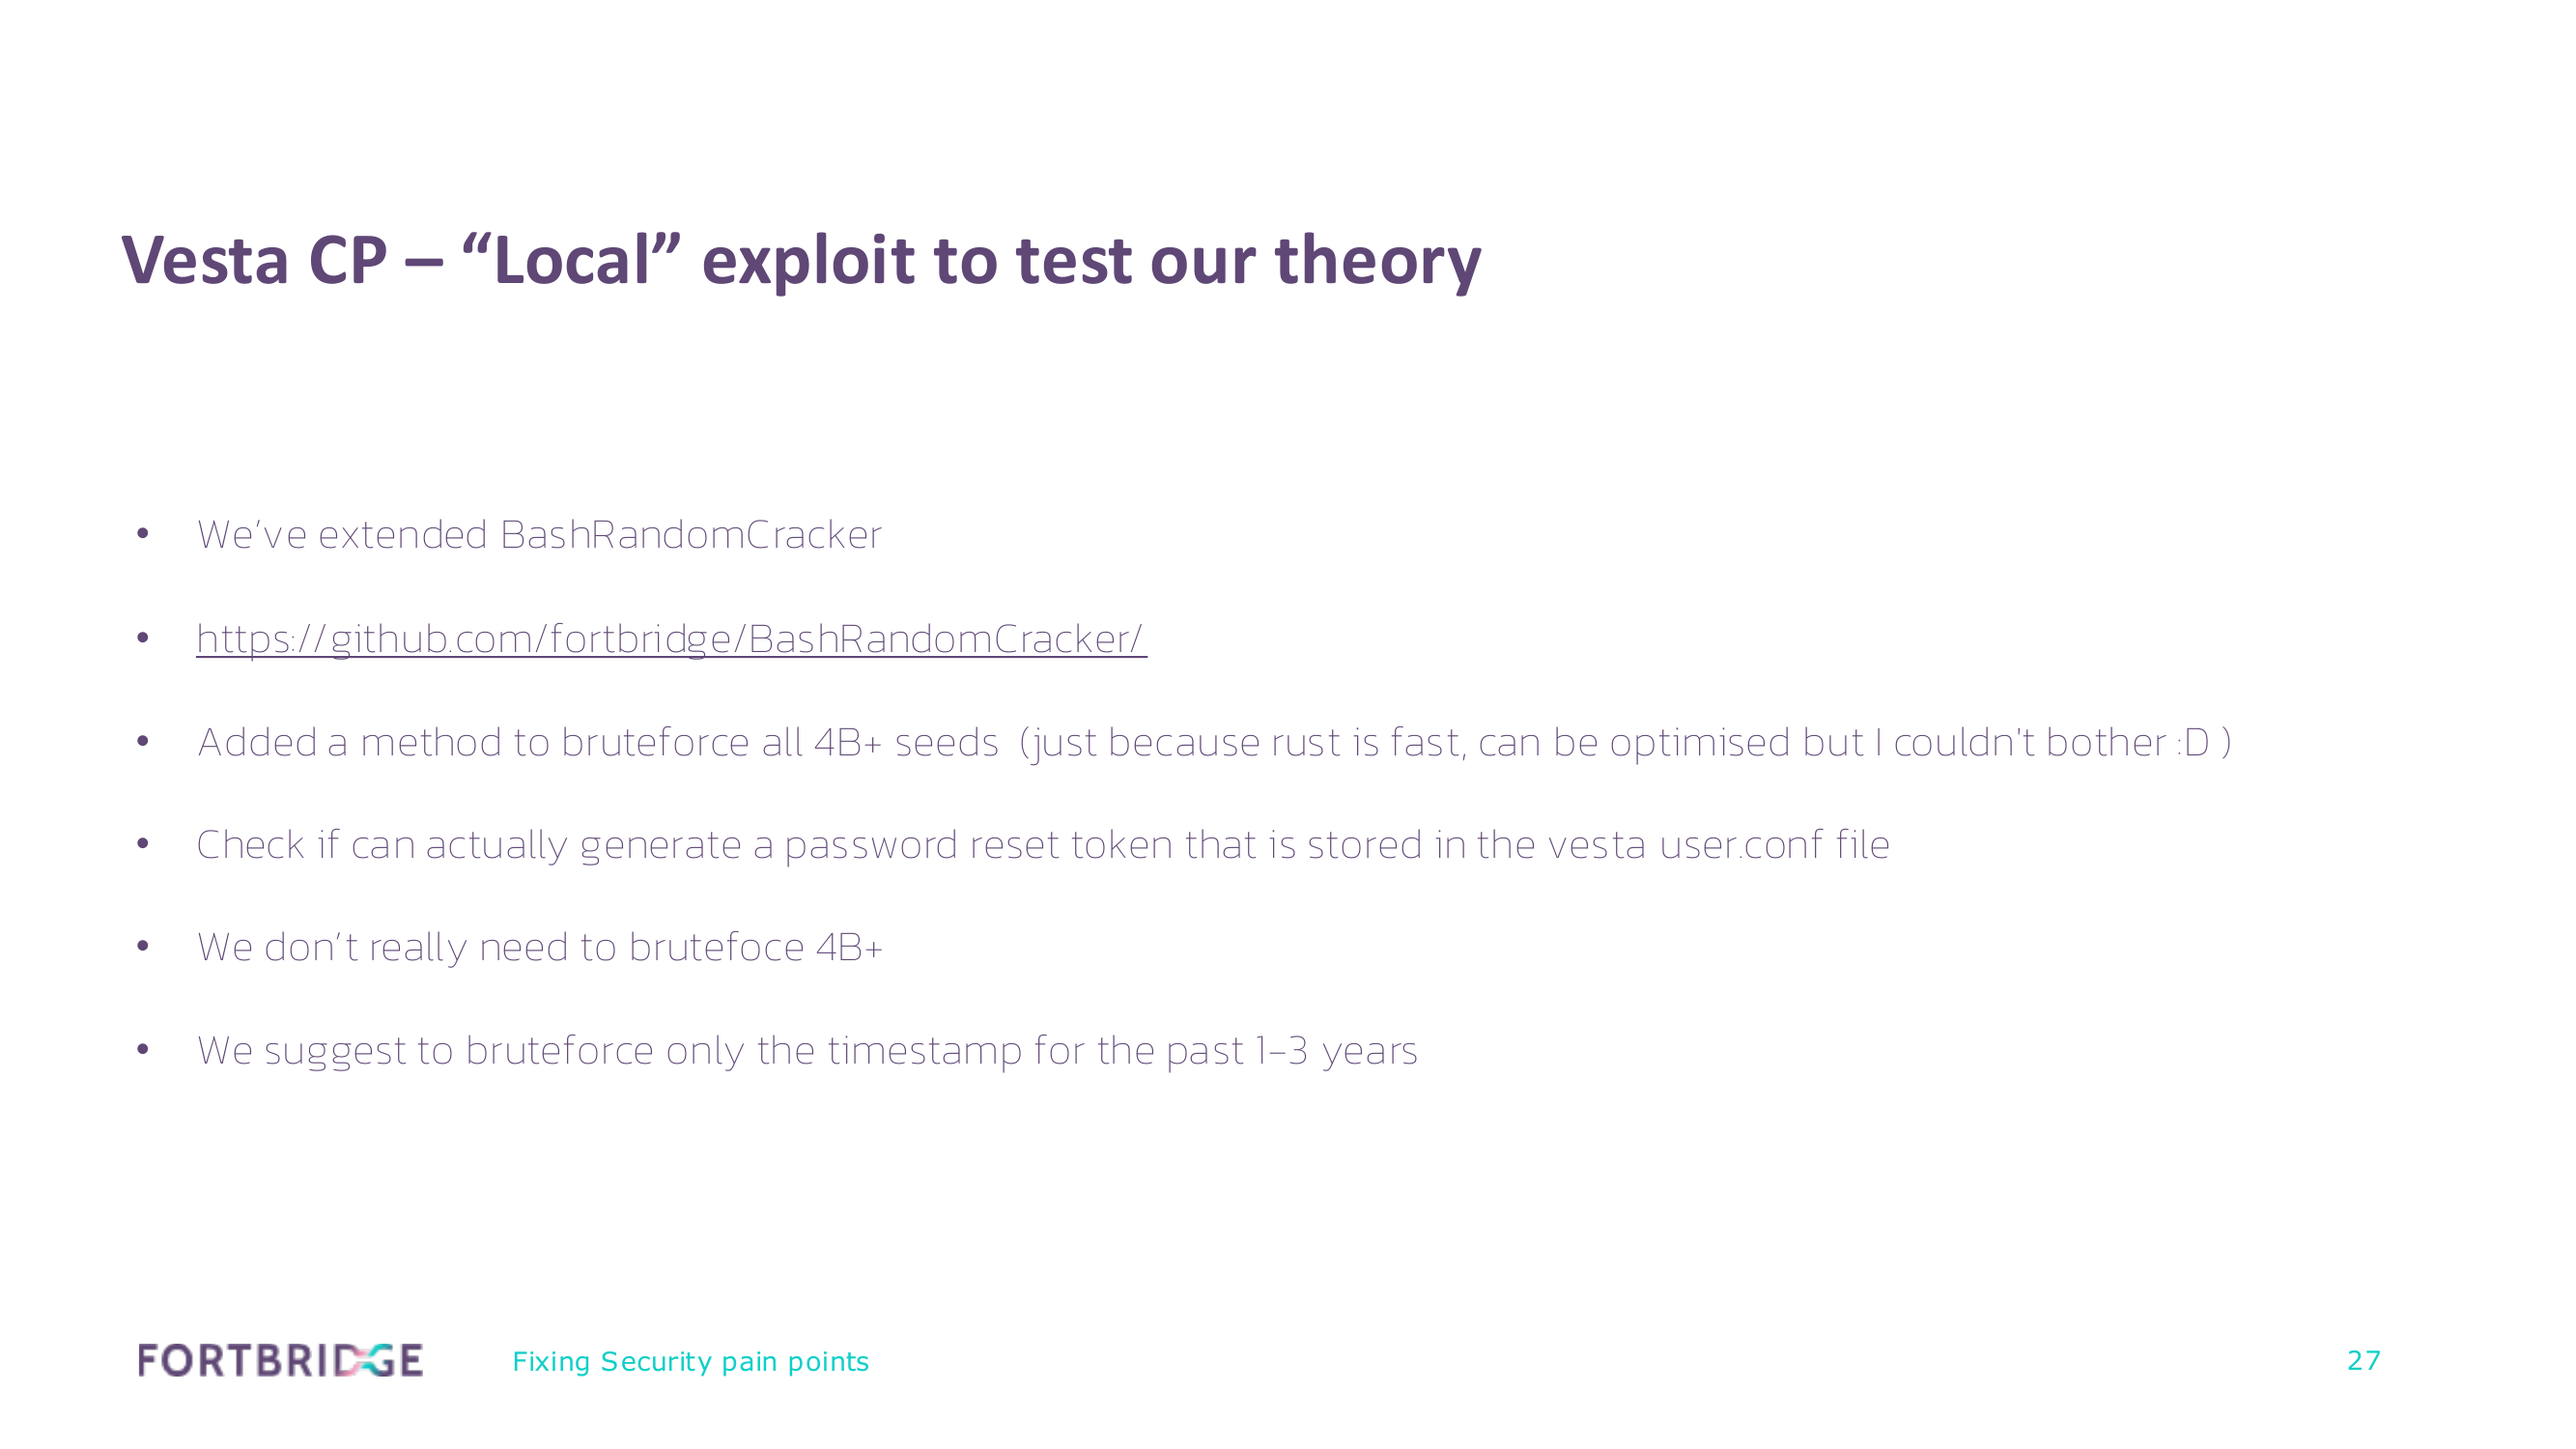 Vesta CP – “Local” exploit to test our theory
• We’ve extended BashRandomCracker
• https://github.com/fortbridge/BashRandomCracker/
• Added a method to bruteforce all 4B+ seeds (just because rust is fast, can be optimised but I couldn't bother :D )
• Check if can actually generate a password reset token that is stored in the vesta user.conf file
• We don’t really need to brutefoce 4B+
• We suggest to bruteforce only the timestamp for the past 1–3 years
FORTBRIDGE
Fixing Security pain points
27